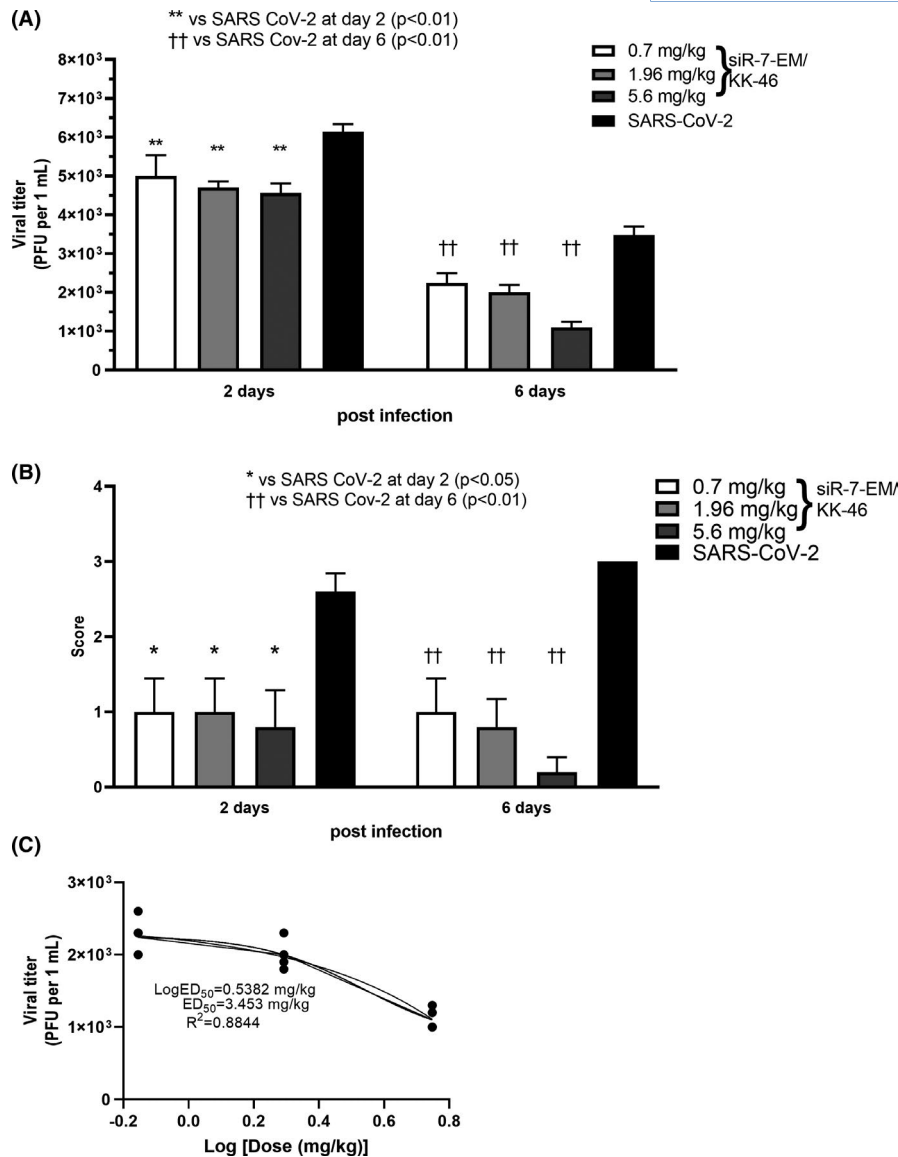 (A)
** vs SARS CoV-2 at day 2 (p<0.01)
†† vs SARS Cov-2 at day 6 (p<0.01)
0.7 mg/kg
1.96 mg/kg
5.6 mg/kg
} siR-7-EM/
KK-46
SARS-CoV-2
Viral titer
(PFU per 1 mL)
8×10³
7×10³
6×10³
5×10³
4×10³
3×10³
2×10³
1×10³
0
** ** **
†† †† ††
2 days 6 days
post infection
(B)
* vs SARS CoV-2 at day 2 (p<0.05)
†† vs SARS Cov-2 at day 6 (p<0.01)
0.7 mg/kg
1.96 mg/kg
5.6 mg/kg
} siR-7-EM/
KK-46
SARS-CoV-2
Score
4
3
2
1
0
* * *
†† †† ††
2 days 6 days
post infection
(C)
Viral titer
(PFU per 1 mL)
3×10³
2×10³
1×10³
0
LogED₅₀=0.5382 mg/kg
ED₅₀=3.453 mg/kg
R²=0.8844
-0.2 0.0 0.2 0.4 0.6 0.8
Log [Dose (mg/kg)]